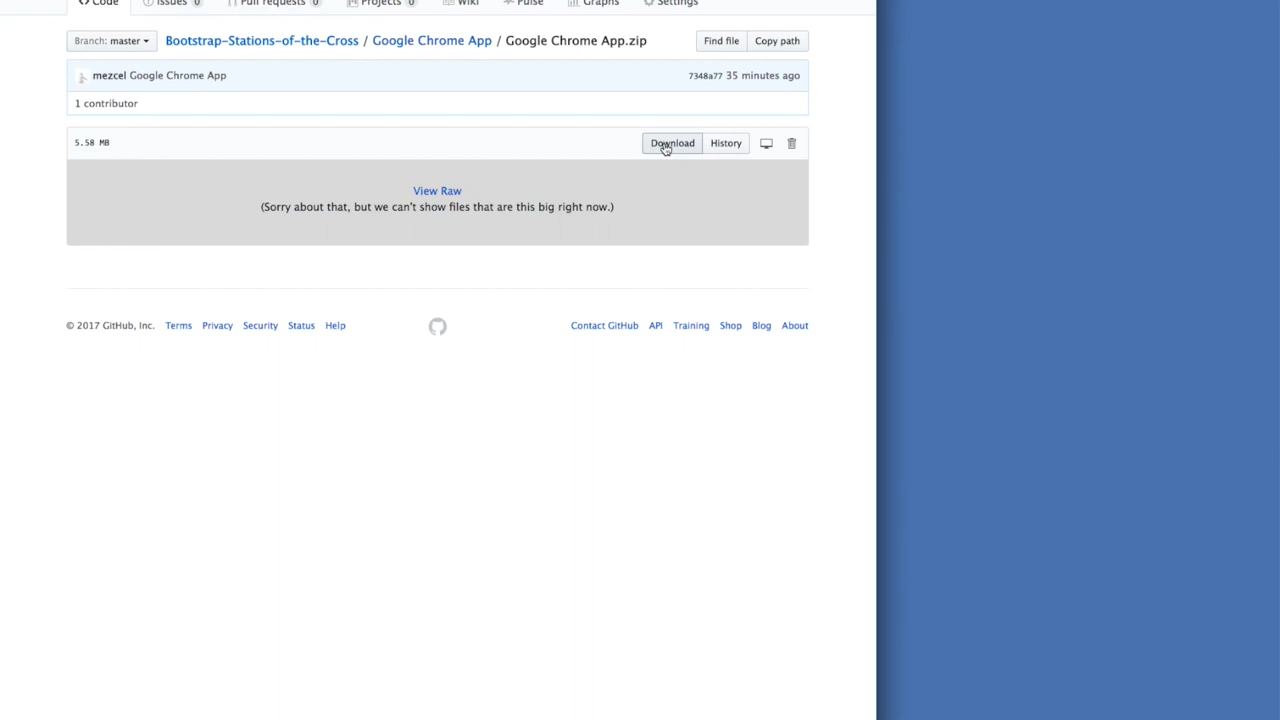 Code Issues 0 Pull requests 0 Projects 0 Wiki Pulse Graphs Settings
Branch: master Bootstrap-Stations-of-the-Cross / Google Chrome App / Google Chrome App.zip Find file Copy path
mezcel Google Chrome App 7348a77 35 minutes ago
1 contributor
5.58 MB Download History
View Raw
(Sorry about that, but we can't show files that are this big right now.)
© 2017 GitHub, Inc. Terms Privacy Security Status Help Contact GitHub API Training Shop Blog About